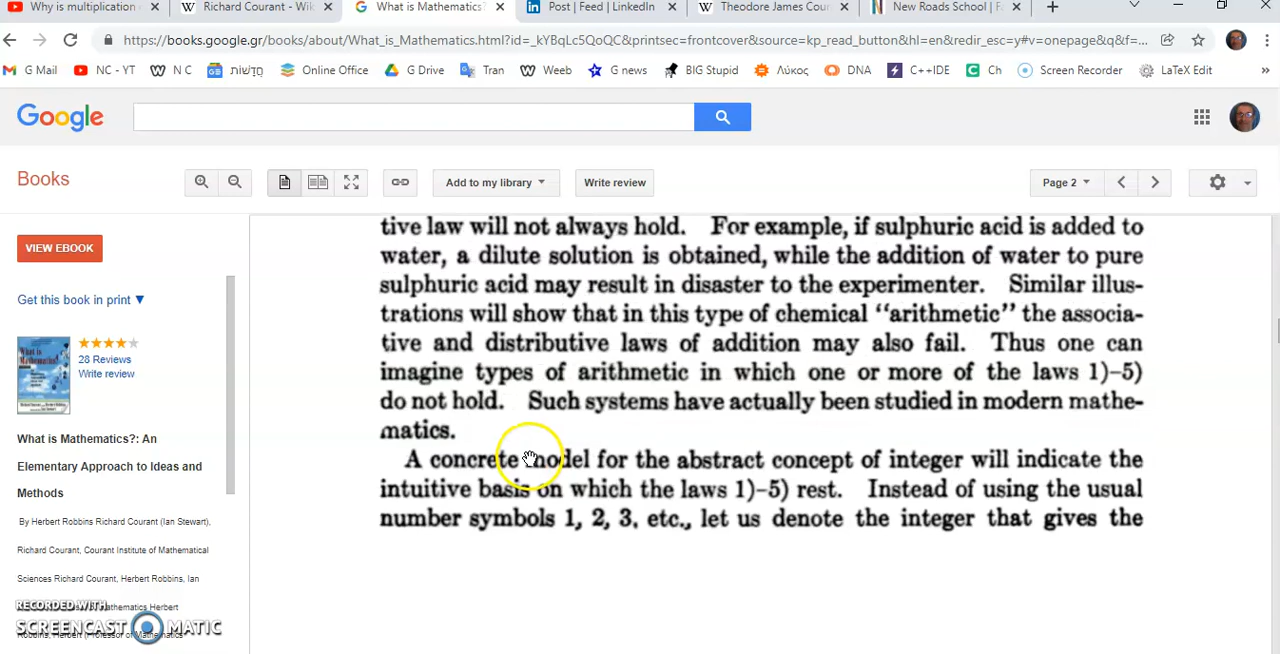 Why is multiplication
Richard Courant - Wik
What is Mathematics?
Post | Feed | LinkedIn
Theodore James Cour
New Roads School | Fa
https://books.google.gr/books/about/What_is_Mathematics.html?id=_kYBqLc5QoQC&printsec=frontcover&source=kp_read_button&hl=en&redir_esc=y#v=onepage&q&f=...
G Mail NC - YT N C חֲדָשׁוֹת Online Office G Drive Tran Weeb G news BIG Stupid Λύκος DNA C++IDE Ch Screen Recorder LaTeX Edit
Google
Books
Add to my library
Write review
Page 2
VIEW EBOOK
Get this book in print
28 Reviews
Write review
What is Mathematics?: An
Elementary Approach to Ideas and
Methods
By Herbert Robbins Richard Courant (Ian Stewart),
Richard Courant, Courant Institute of Mathematical
Sciences Richard Courant, Herbert Robbins, Ian
Mathematics Herbert
Robbins, Herbert (Professor of Mathematics
RECORDED WITH
SCREENCAST MATIC
tive law will not always hold. For example, if sulphuric acid is added to
water, a dilute solution is obtained, while the addition of water to pure
sulphuric acid may result in disaster to the experimenter. Similar illus-
trations will show that in this type of chemical "arithmetic" the associa-
tive and distributive laws of addition may also fail. Thus one can
imagine types of arithmetic in which one or more of the laws 1)–5)
do not hold. Such systems have actually been studied in modern mathe-
matics.
A concrete model for the abstract concept of integer will indicate the
intuitive basis on which the laws 1)–5) rest. Instead of using the usual
number symbols 1, 2, 3, etc., let us denote the integer that gives the